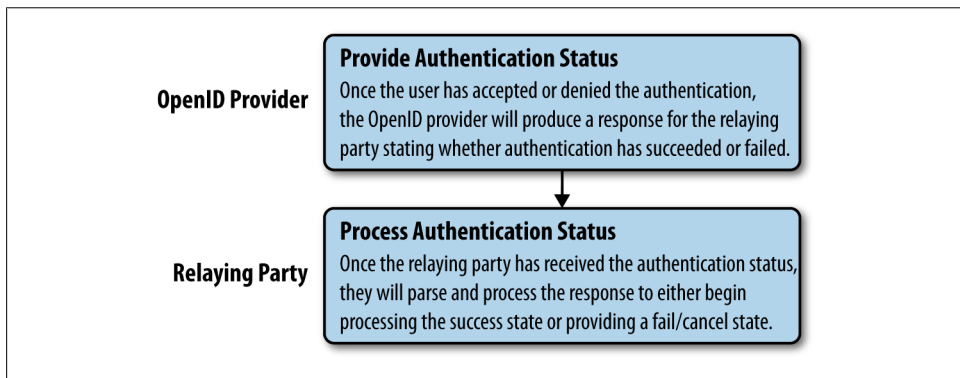 OpenID Provider
Provide Authentication Status
Once the user has accepted or denied the authentication,
the OpenID provider will produce a response for the relaying
party stating whether authentication has succeeded or failed.
Relaying Party
Process Authentication Status
Once the relaying party has received the authentication status,
they will parse and process the response to either begin
processing the success state or providing a fail/cancel state.